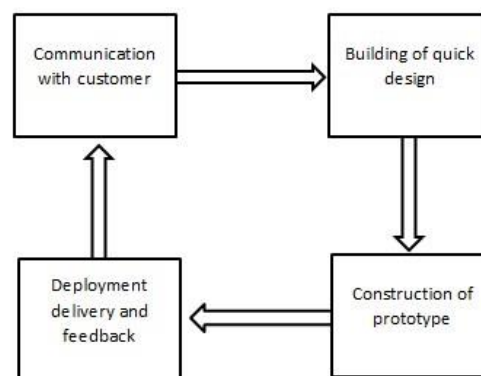 Communication
with customer
Building of quick
design
Deployment
delivery and
feedback
Construction of
prototype